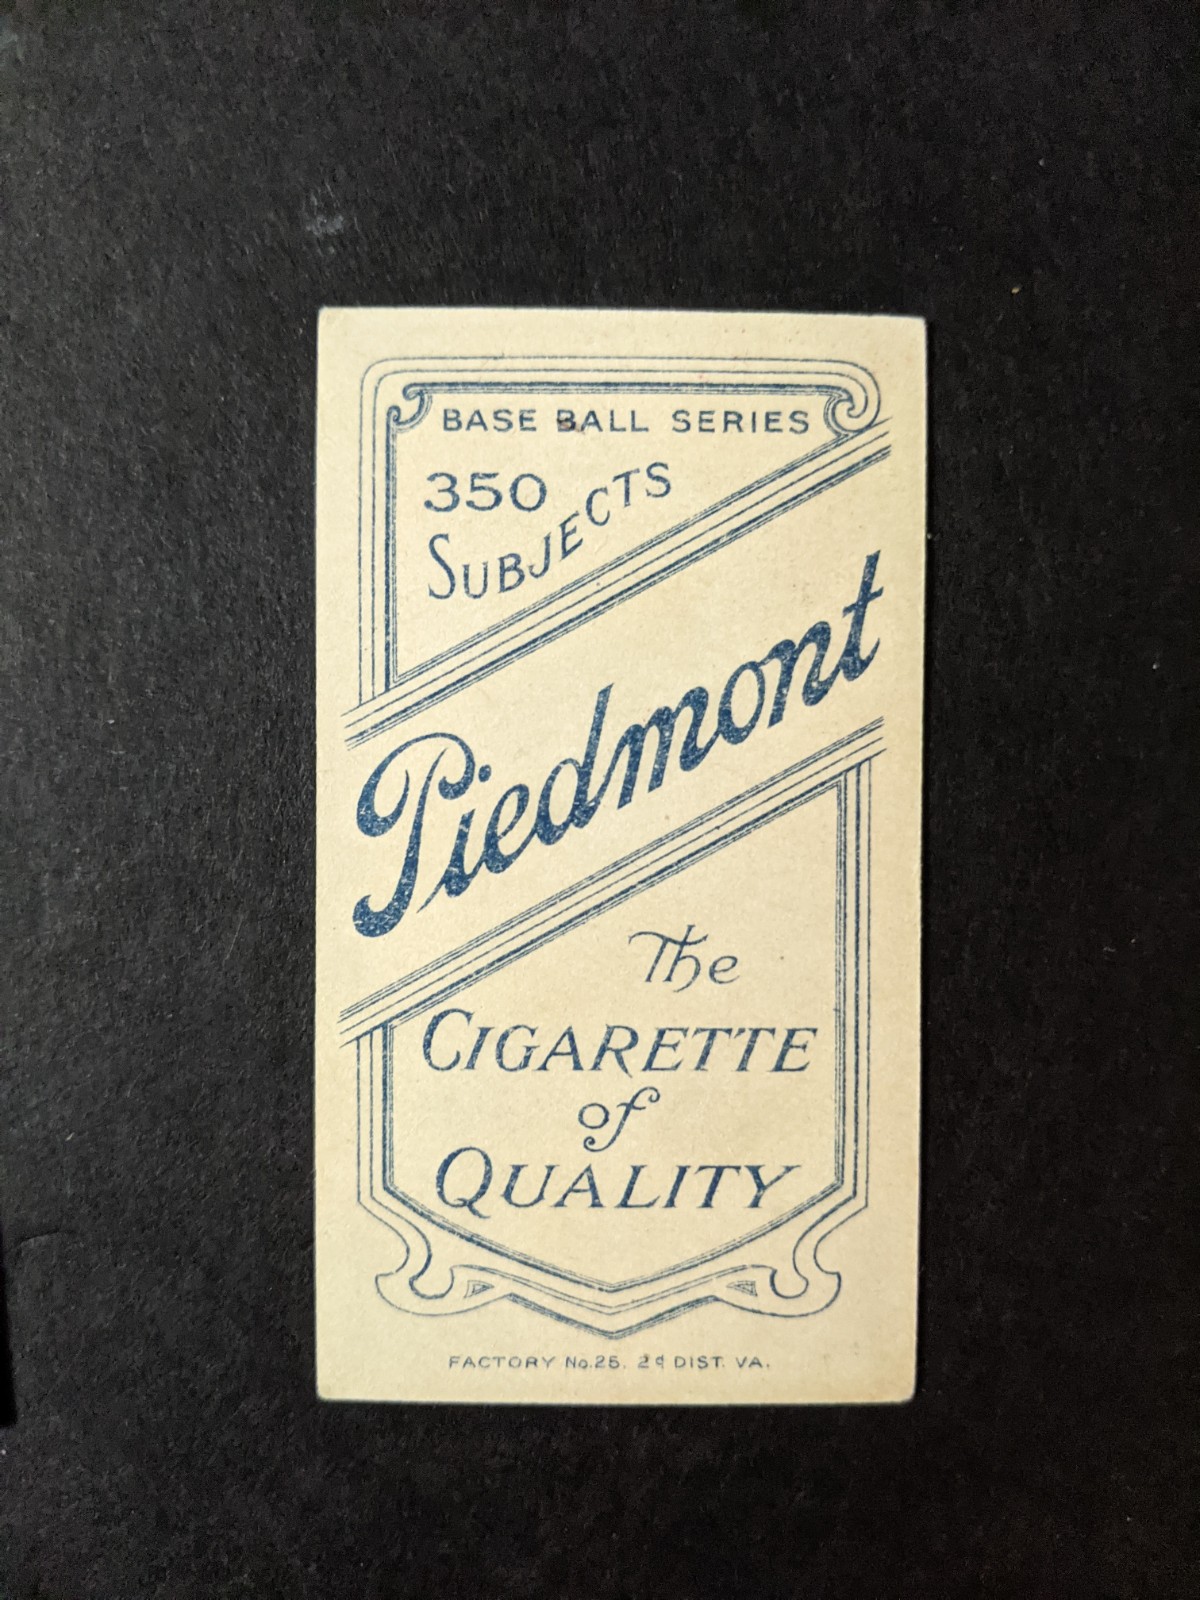 BASE BALL SERIES
350
SUBJECTS
Piedmont
The
CIGARETTE
of
QUALITY
FACTORY No.25. 2d DIST. VA.